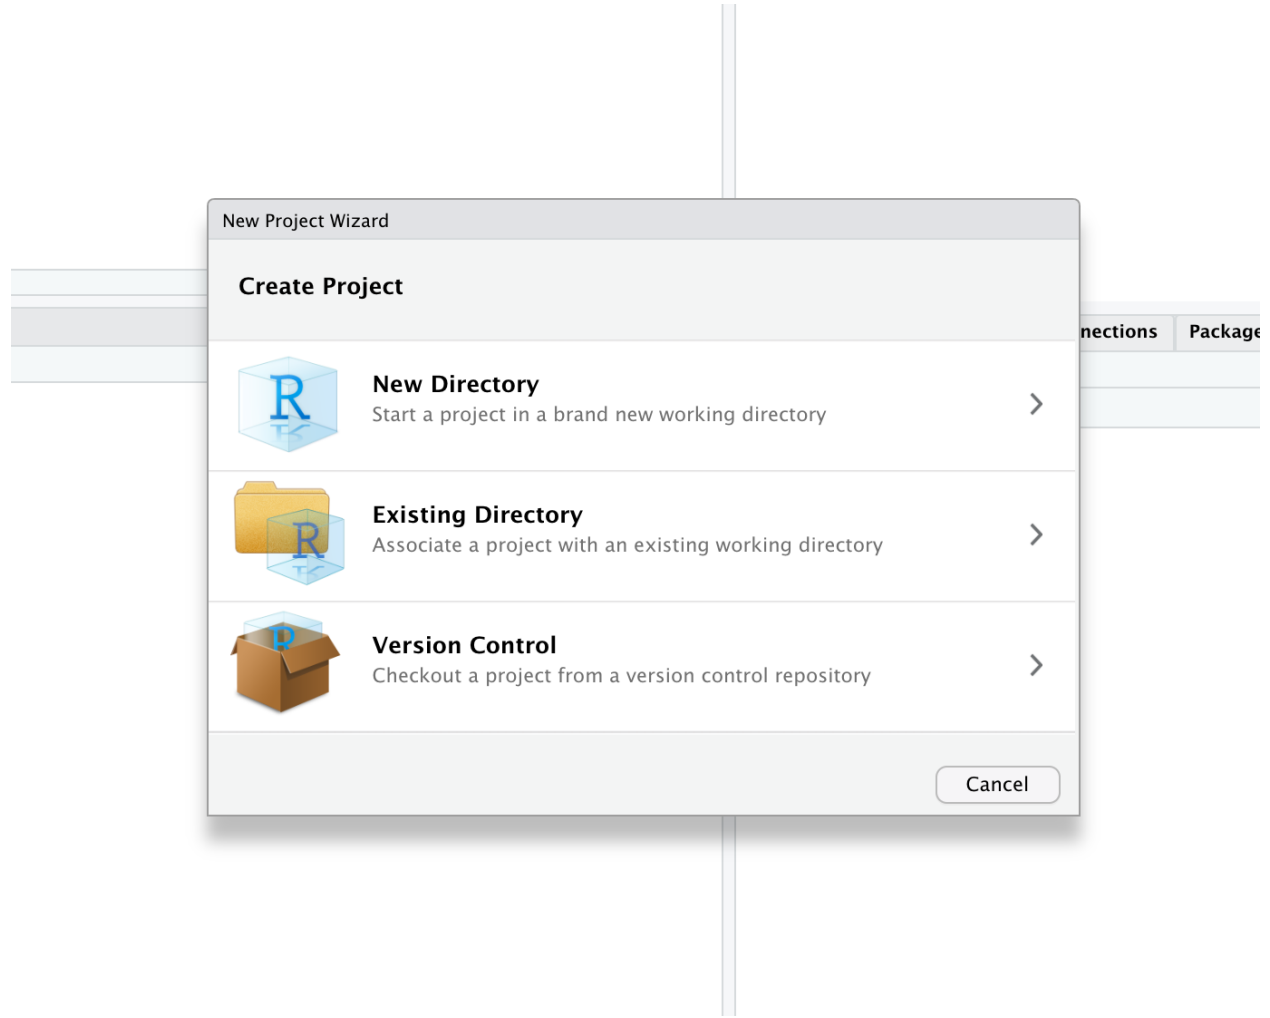 New Project Wizard
Create Project
nections
Package
R
New Directory
Start a project in a brand new working directory
R
Existing Directory
Associate a project with an existing working directory
R
Version Control
Checkout a project from a version control repository
Cancel